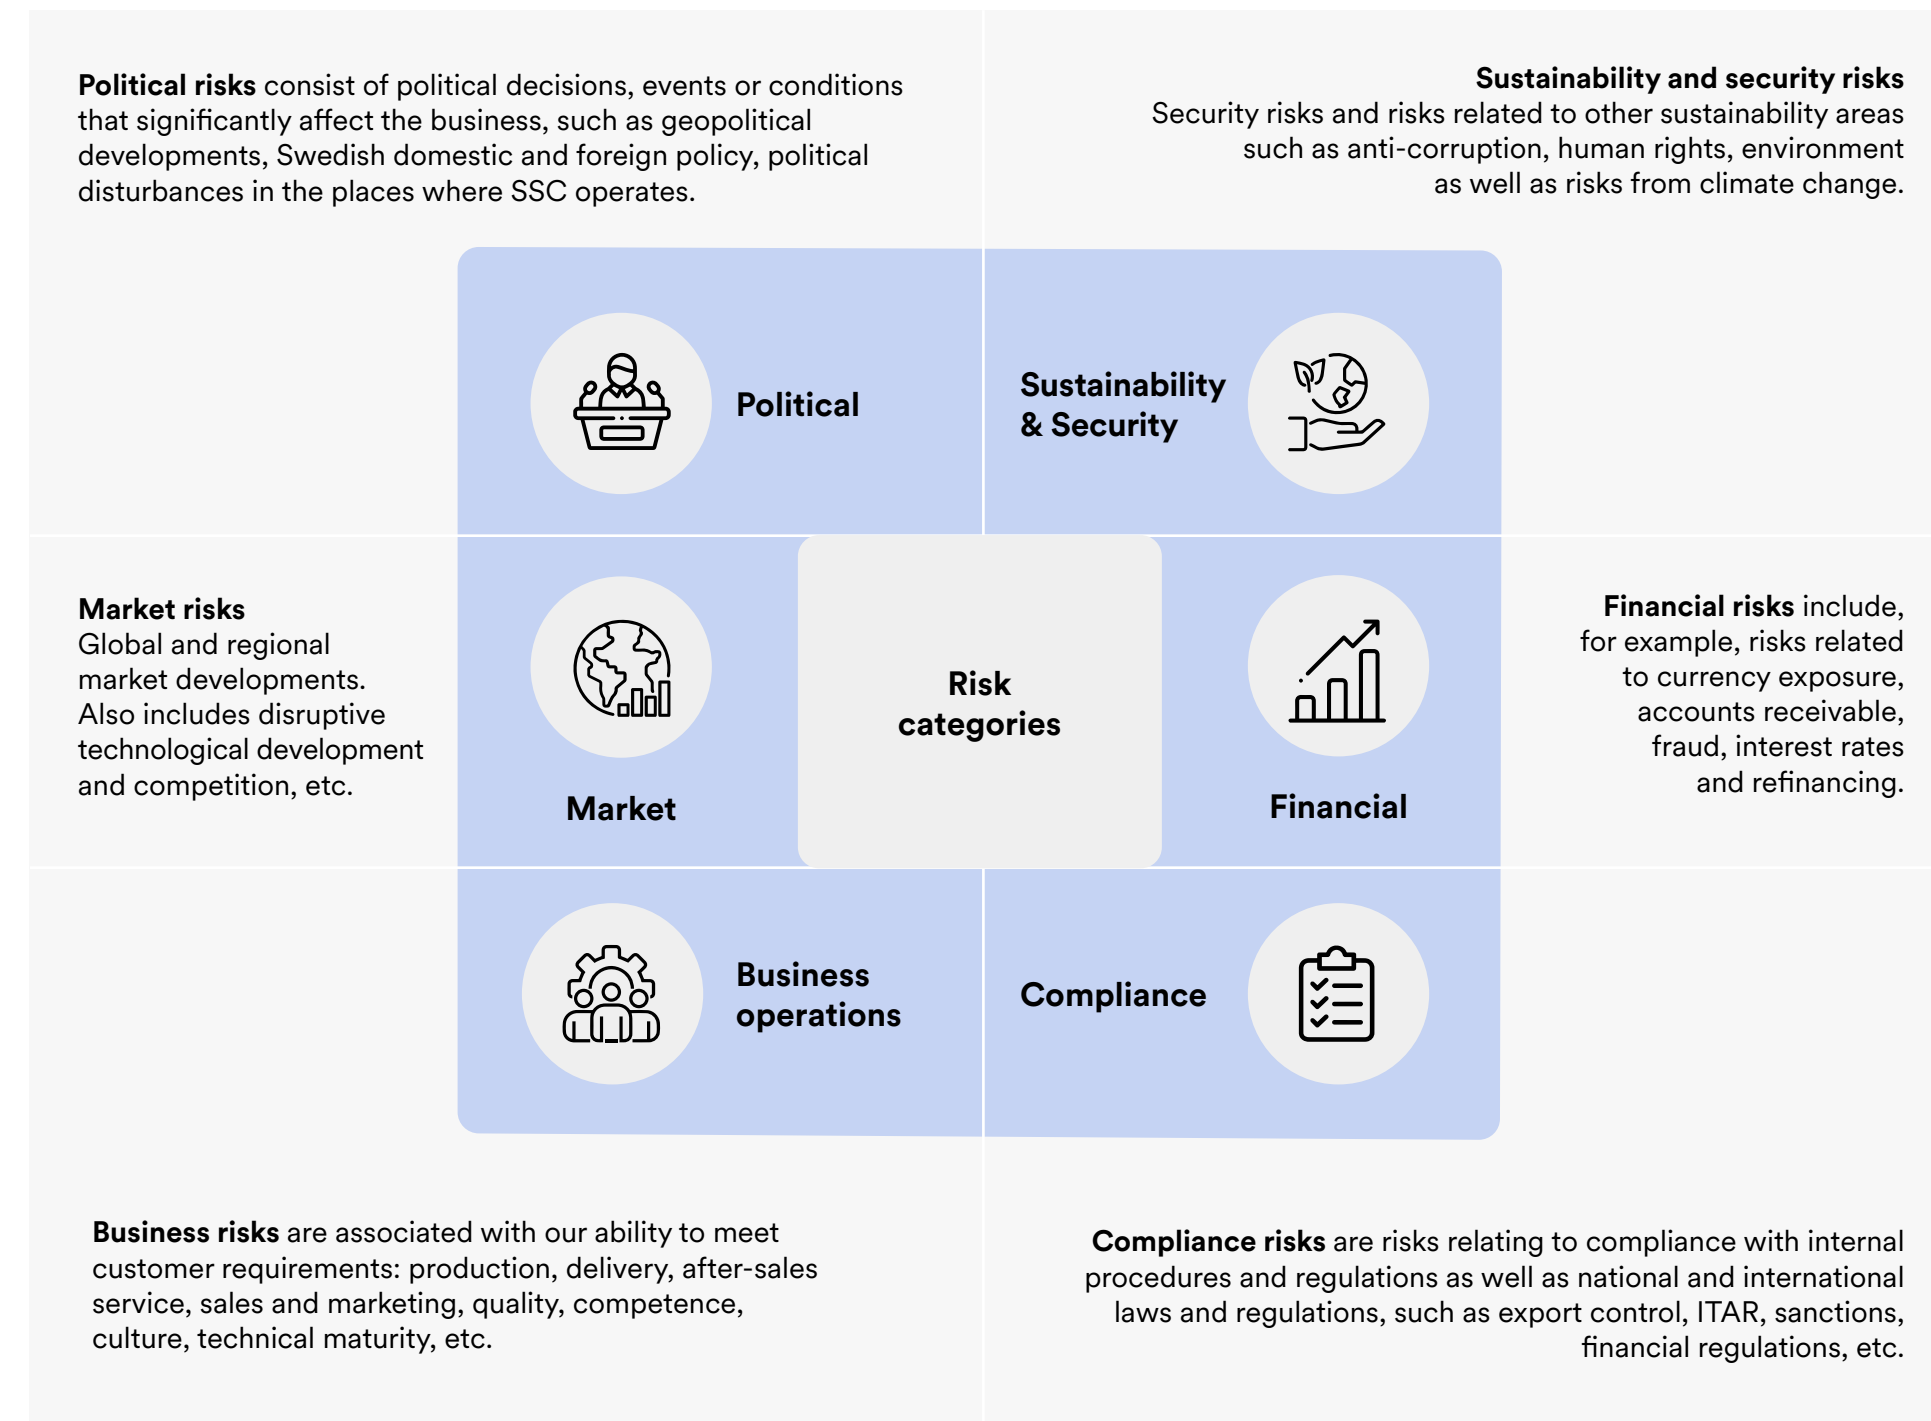 Political risks consist of political decisions, events or conditions
that significantly affect the business, such as geopolitical
developments, Swedish domestic and foreign policy, political
disturbances in the places where SSC operates.
Sustainability and security risks
Security risks and risks related to other sustainability areas
such as anti-corruption, human rights, environment
as well as risks from climate change.
Political
Sustainability
& Security
Market risks
Global and regional
market developments.
Also includes disruptive
technological development
and competition, etc.
Market
Risk
categories
Financial
Financial risks include,
for example, risks related
to currency exposure,
accounts receivable,
fraud, interest rates
and refinancing.
Business
operations
Compliance
Business risks are associated with our ability to meet
customer requirements: production, delivery, after-sales
service, sales and marketing, quality, competence,
culture, technical maturity, etc.
Compliance risks are risks relating to compliance with internal
procedures and regulations as well as national and international
laws and regulations, such as export control, ITAR, sanctions,
financial regulations, etc.